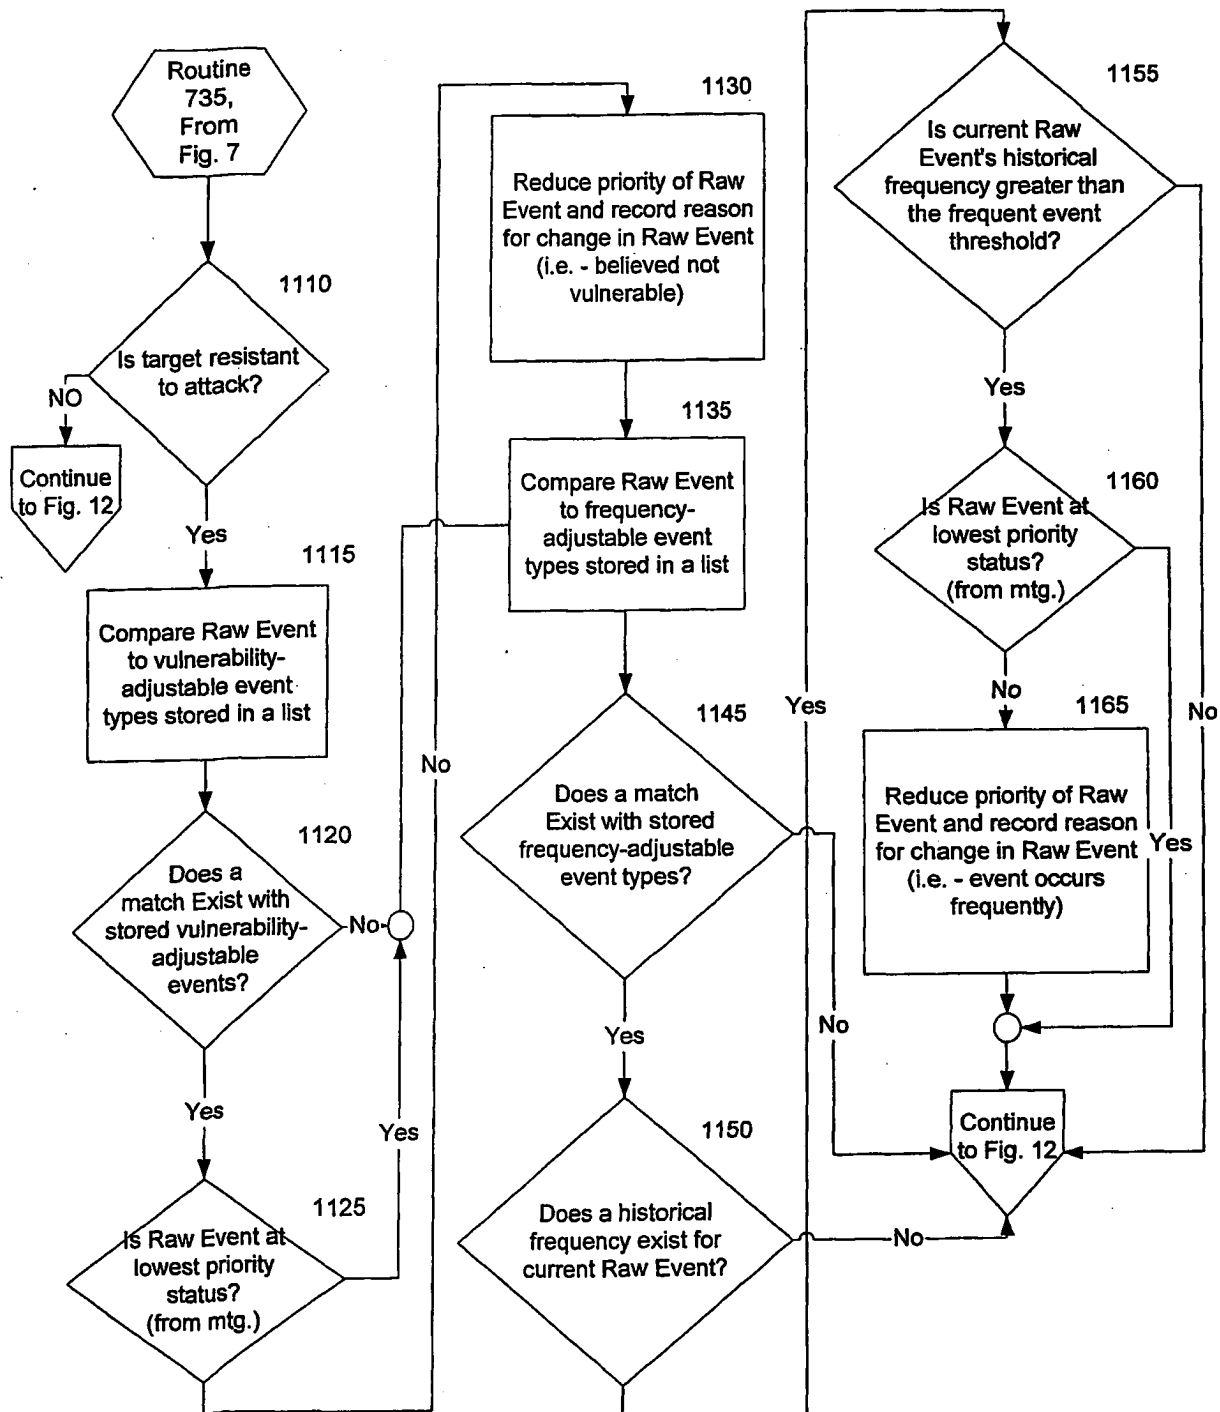 Routine
735,
From
Fig. 7
1110
Is target resistant
to attack?
NO
Continue
to Fig. 12
Yes
1115
Compare Raw Event
to vulnerability-
adjustable event
types stored in a list
1120
Does a
match Exist with
stored vulnerability-
adjustable
events?
No
Yes
Yes
1125
Is Raw Event at
lowest priority
status?
(from mtg.)
No
1130
Reduce priority of Raw
Event and record reason
for change in Raw Event
(i.e. - believed not
vulnerable)
1135
Compare Raw Event
to frequency-
adjustable event
types stored in a list
1145
Does a match
Exist with stored
frequency-adjustable
event types?
No
Yes
1150
Does a historical
frequency exist for
current Raw Event?
No
Yes
1155
Is current Raw
Event's historical
frequency greater than
the frequent event
threshold?
Yes
No
1160
Is Raw Event at
lowest priority
status?
(from mtg.)
No
Yes
1165
Reduce priority of Raw
Event and record reason
for change in Raw Event
(i.e. - event occurs
frequently)
Continue
to Fig. 12